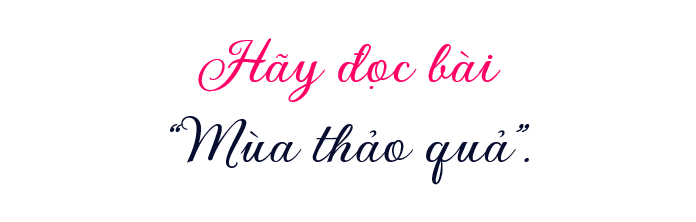 Hãy đọc bài
“Mùa thảo quả”.